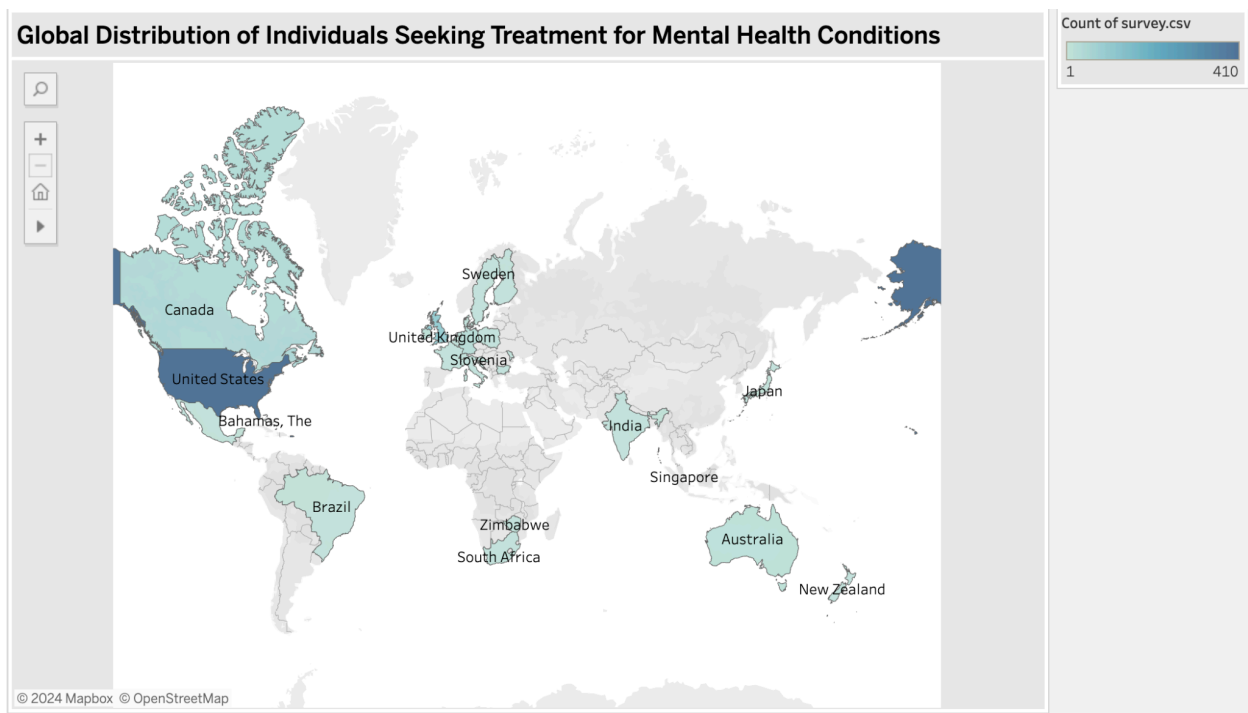 Global Distribution of Individuals Seeking Treatment for Mental Health Conditions
Count of survey.csv
1 410
Sweden
Canada
United Kingdom
Slovenia
United States
Japan
Bahamas, The
India
Singapore
Brazil
Zimbabwe
Australia
South Africa
New Zealand
© 2024 Mapbox © OpenStreetMap